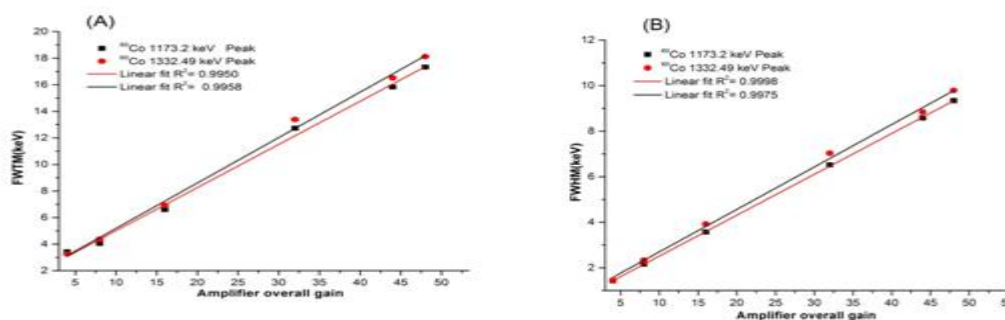 (A)
⁶⁰Co 1173.2 keV Peak
⁶⁰Co 1332.49 keV Peak
Linear fit R²= 0.9950
Linear fit R²= 0.9958
FWTM(keV)
20
18
16
14
12
10
8
6
4
2
5 10 15 20 25 30 35 40 45 50
Amplifier overall gain
(B)
⁶⁰Co 1173.2 keV Peak
⁶⁰Co 1332.49 keV Peak
Linear fit R²= 0.9998
Linear fit R²= 0.9975
FWHM(keV)
12
10
8
6
4
2
5 10 15 20 25 30 35 40 45 50
Amplifier overall gain